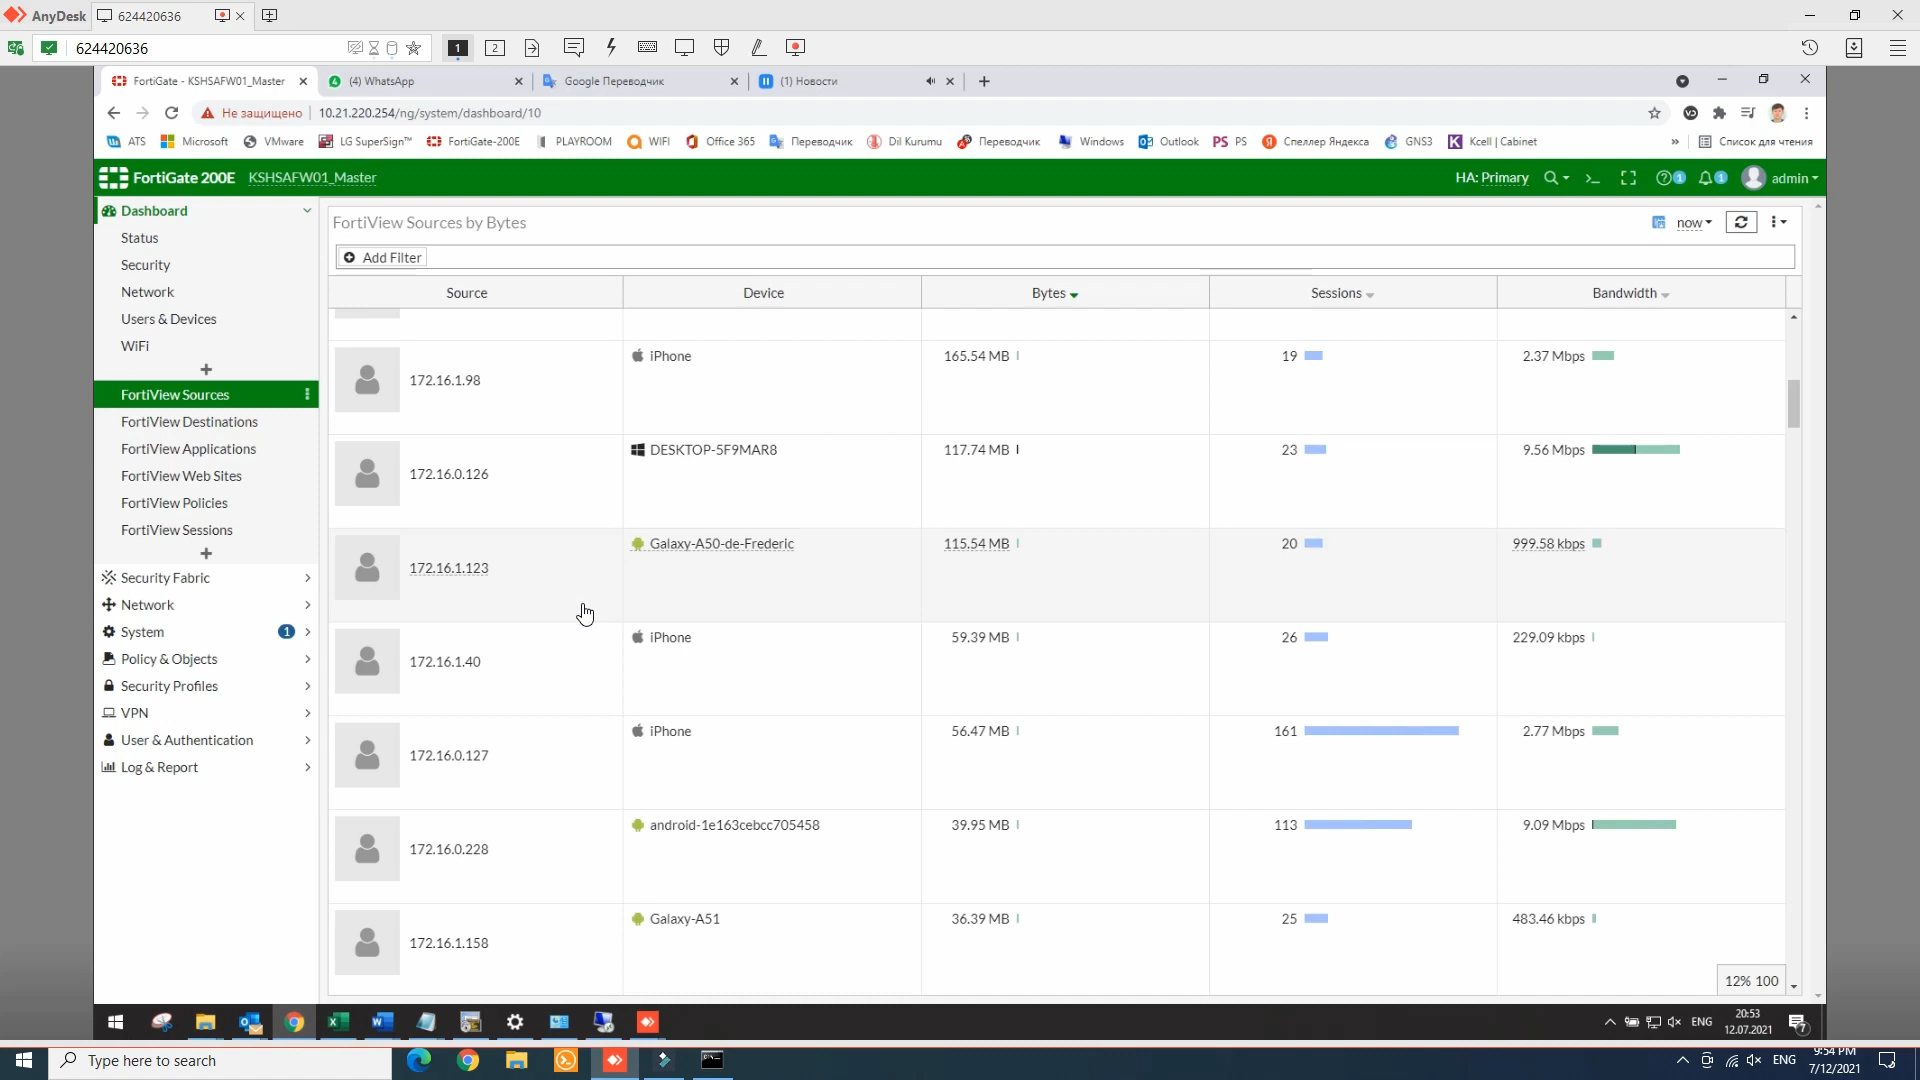 AnyDesk 624420636
624420636 1 2
FortiGate - KSHSAFW01_Master (4) WhatsApp Google Переводчик (1) Новости
Не защищено 10.21.220.254/ng/system/dashboard/10
ATS Microsoft VMware LG SuperSign™ FortiGate-200E PLAYROOM WIFI Office 365 Переводчик Dil Kurumu Переводчик Windows Outlook PS PS Спеллер Яндекса GNS3 Kcell | Cabinet » Список для чтения
FortiGate 200E KSHSAFW01_Master HA: Primary 1 1 admin
Dashboard
Status
Security
Network
Users & Devices
WiFi
FortiView Sources
FortiView Destinations
FortiView Applications
FortiView Web Sites
FortiView Policies
FortiView Sessions
Security Fabric
Network
System 1
Policy & Objects
Security Profiles
VPN
User & Authentication
Log & Report
FortiView Sources by Bytes now
Add Filter
Source Device Bytes Sessions Bandwidth
172.16.1.98 iPhone 165.54 MB 19 2.37 Mbps
172.16.0.126 DESKTOP-5F9MAR8 117.74 MB 23 9.56 Mbps
172.16.1.123 Galaxy-A50-de-Frederic 115.54 MB 20 999.58 kbps
172.16.1.40 iPhone 59.39 MB 26 229.09 kbps
172.16.0.127 iPhone 56.47 MB 161 2.77 Mbps
172.16.0.228 android-1e163cebcc705458 39.95 MB 113 9.09 Mbps
172.16.1.158 Galaxy-A51 36.39 MB 25 483.46 kbps
12% 100
ENG 20:53
12.07.2021 7
Type here to search ENG 9:54 PM
7/12/2021